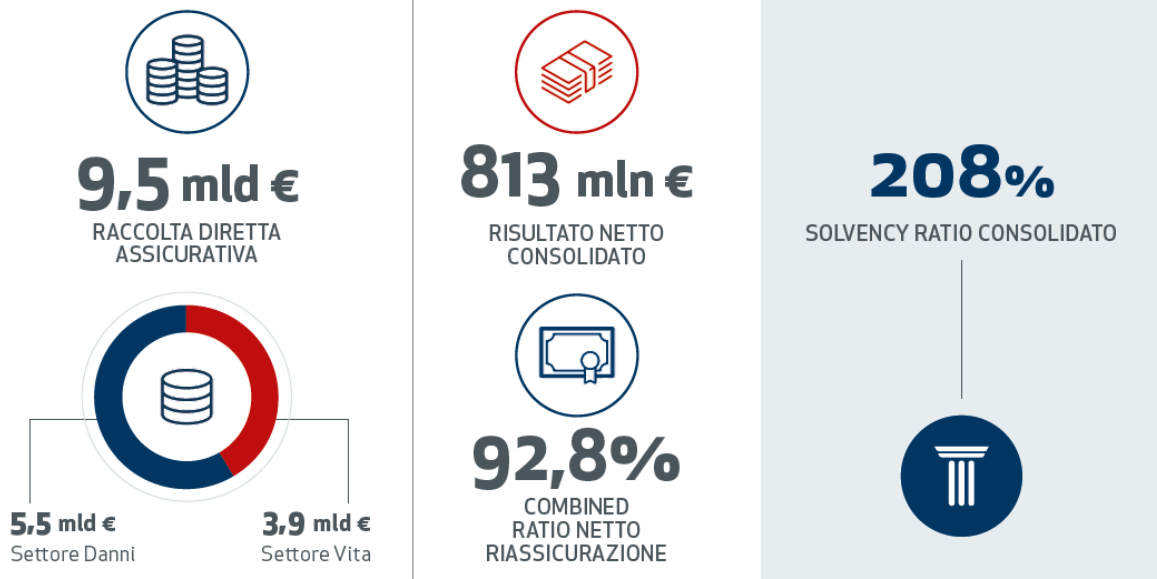 9,5 mld €
RACCOLTA DIRETTA
ASSICURATIVA
5,5 mld €
Settore Danni
3,9 mld €
Settore Vita
813 mln €
RISULTATO NETTO
CONSOLIDATO
92,8%
COMBINED
RATIO NETTO
RIASSICURAZIONE
208%
SOLVENCY RATIO CONSOLIDATO